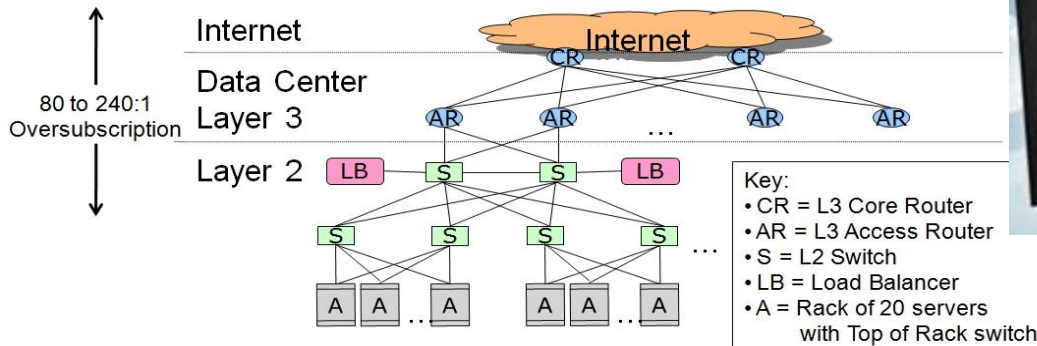 Internet
Internet
CR CR
Data Center
80 to 240:1
Oversubscription
Layer 3
AR AR AR AR
...
Layer 2
LB S S LB
S S S S ...
A A ... A A A ... A
Key:
• CR = L3 Core Router
• AR = L3 Access Router
• S = L2 Switch
• LB = Load Balancer
• A = Rack of 20 servers
with Top of Rack switch